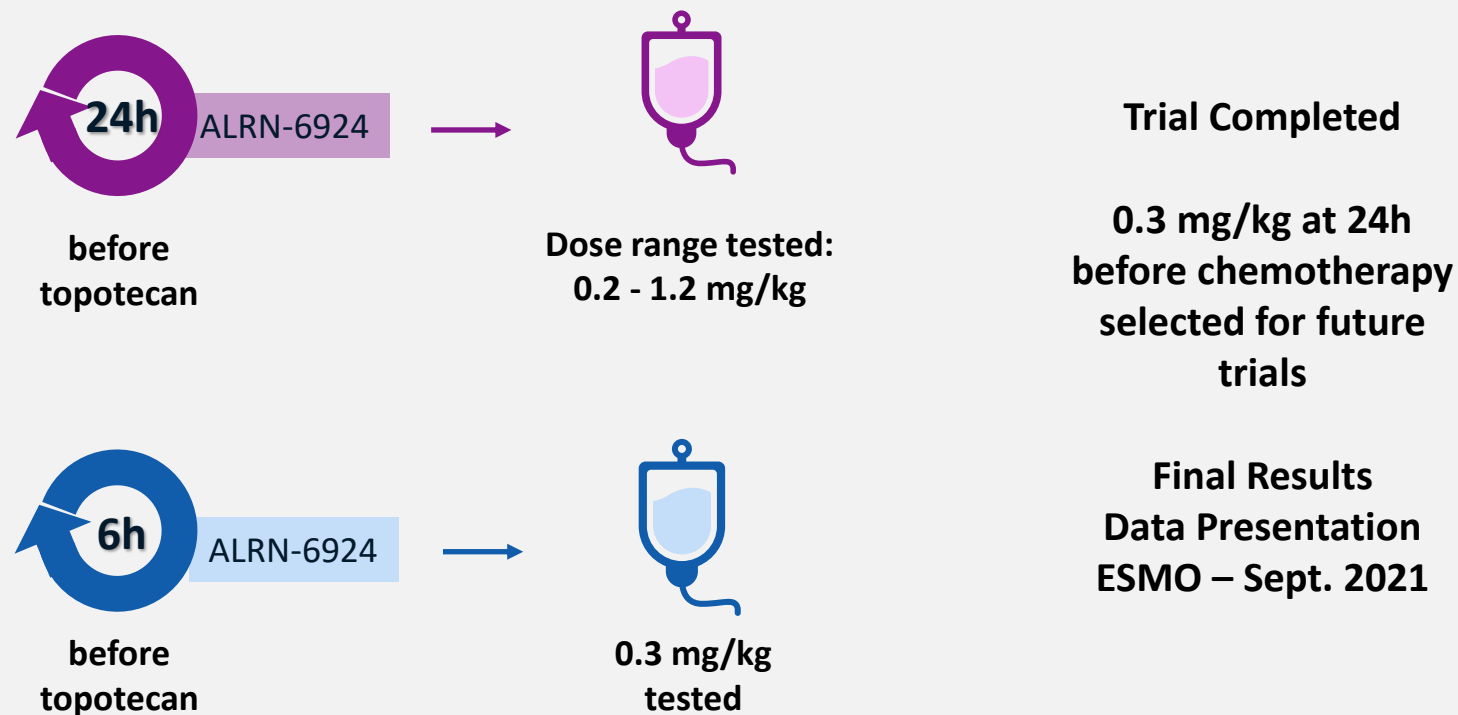 24h
ALRN-6924
before
topotecan
Dose range tested:
0.2 - 1.2 mg/kg
6h
ALRN-6924
before
topotecan
0.3 mg/kg
tested
Trial Completed
0.3 mg/kg at 24h
before chemotherapy
selected for future
trials
Final Results
Data Presentation
ESMO – Sept. 2021